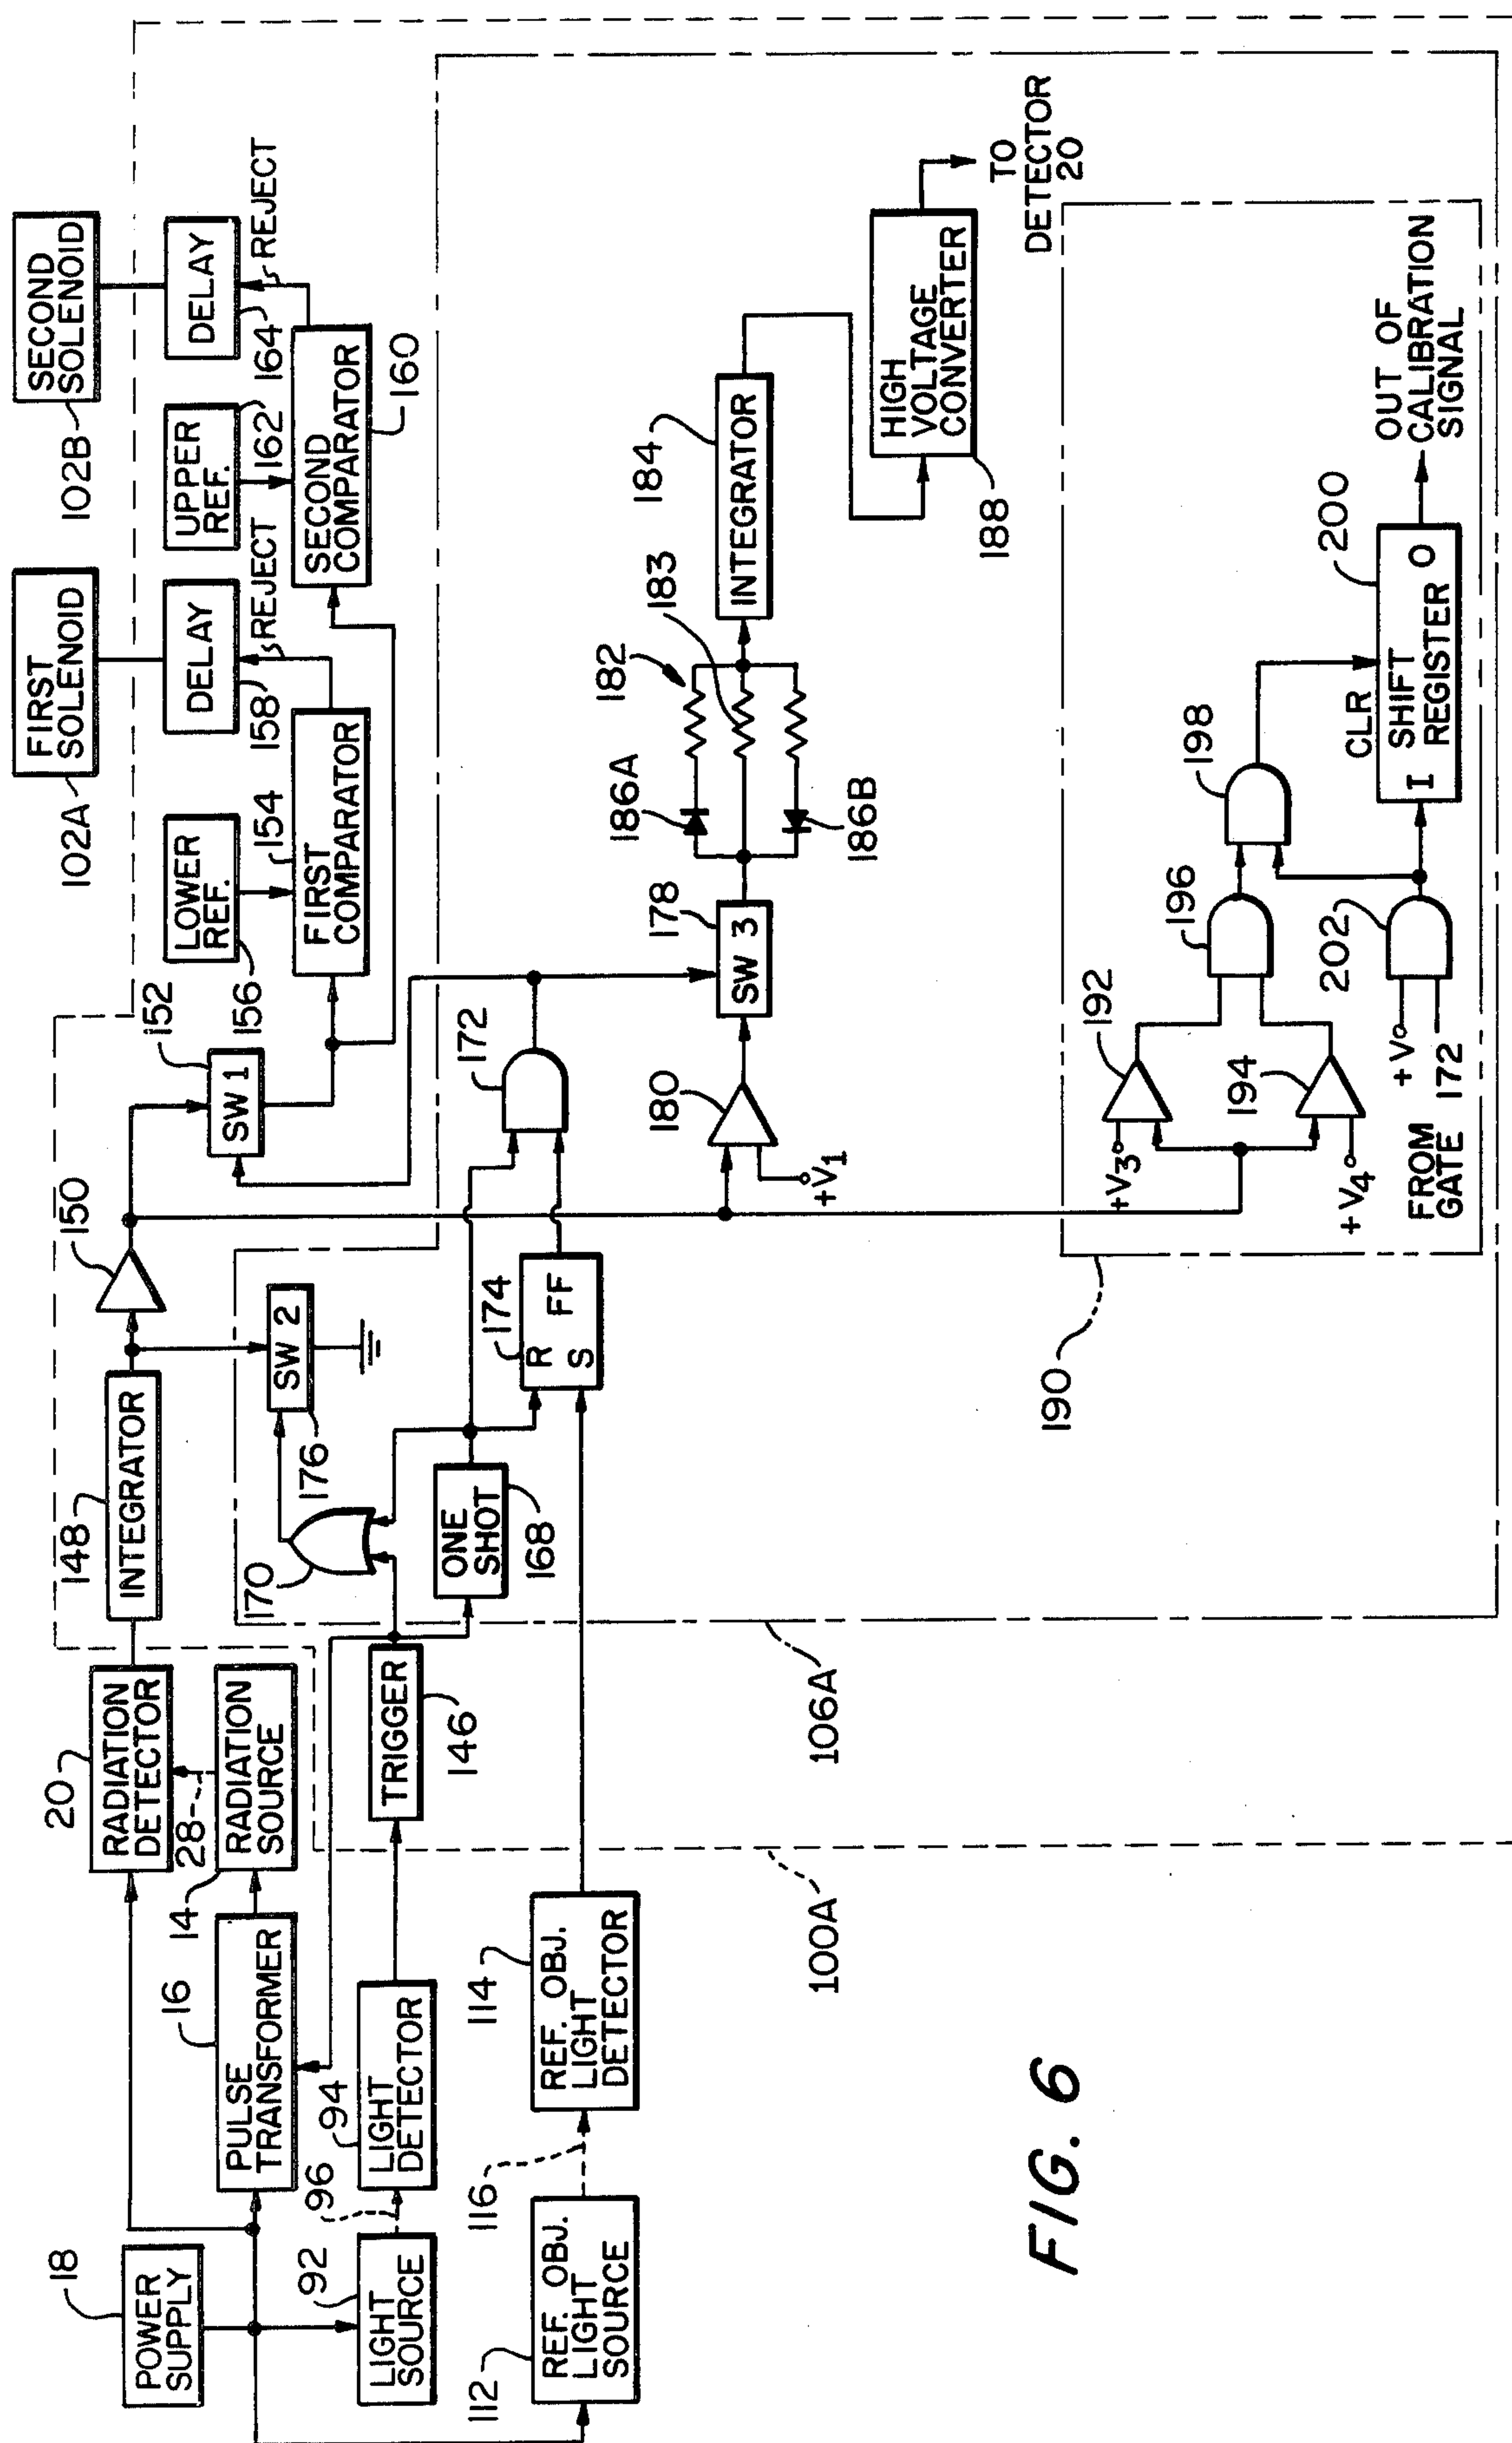 18
POWER
SUPPLY
20
RADIATION
DETECTOR
148
INTEGRATOR
150
28
16
PULSE
TRANSFORMER
14
RADIATION
SOURCE
92
LIGHT
SOURCE
96
94
LIGHT
DETECTOR
TRIGGER
146
112
REF. OBJ.
LIGHT
SOURCE
116
114
REF. OBJ.
LIGHT
DETECTOR
100A
106A
170
SW 2
176
ONE
SHOT
168
174
R
FF
S
172
152
SW 1
102A
FIRST
SOLENOID
LOWER
REF.
156
154
FIRST
COMPARATOR
DELAY
158
REJECT
102B
SECOND
SOLENOID
UPPER
REF.
162
SECOND
COMPARATOR
160
DELAY
164
REJECT
180
+V1
178
SW 3
186A
186B
182
183
184
INTEGRATOR
HIGH
VOLTAGE
CONVERTER
188
TO
DETECTOR
20
190
192
+V3
194
+V4
196
198
+V
FROM
GATE 172
202
CLR
200
I
SHIFT
REGISTER
O
OUT OF
CALIBRATION
SIGNAL
FIG. 6